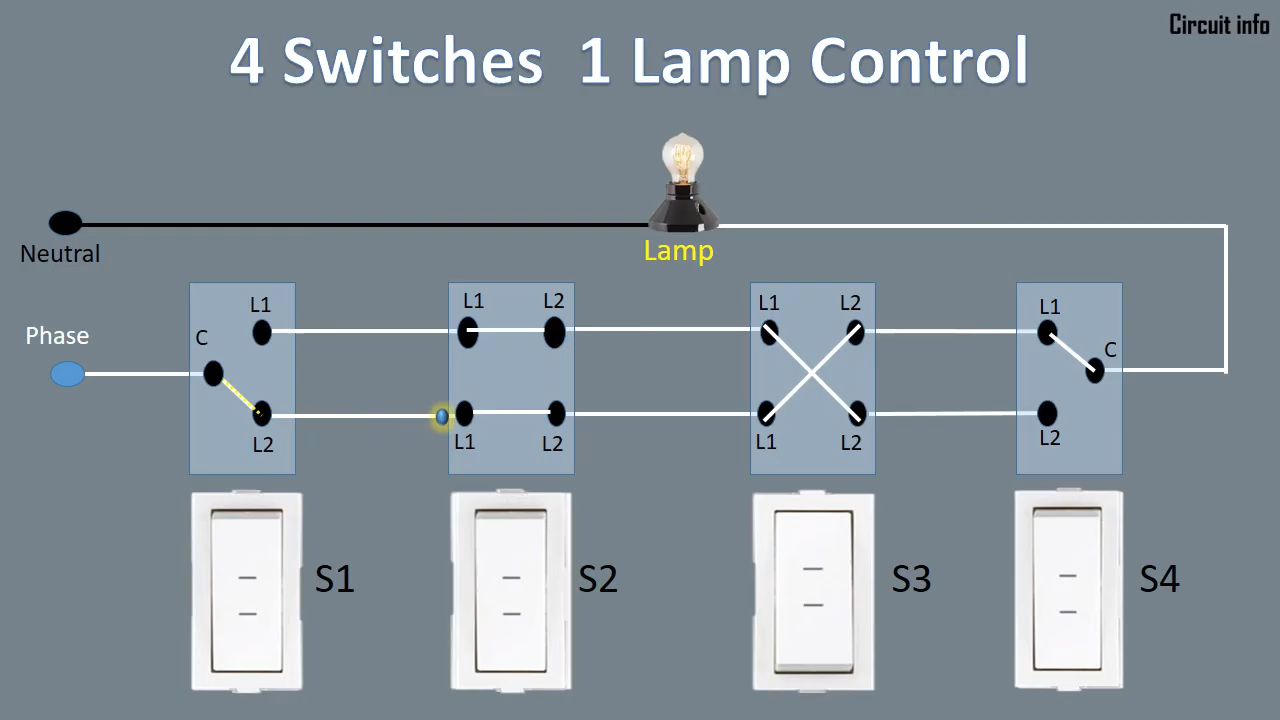 Circuit info
4 Switches 1 Lamp Control
Neutral
Lamp
Phase
C
L1
L2
L1
L2
L1
L2
L1
L2
L1
L2
L1
C
L2
S1
S2
S3
S4